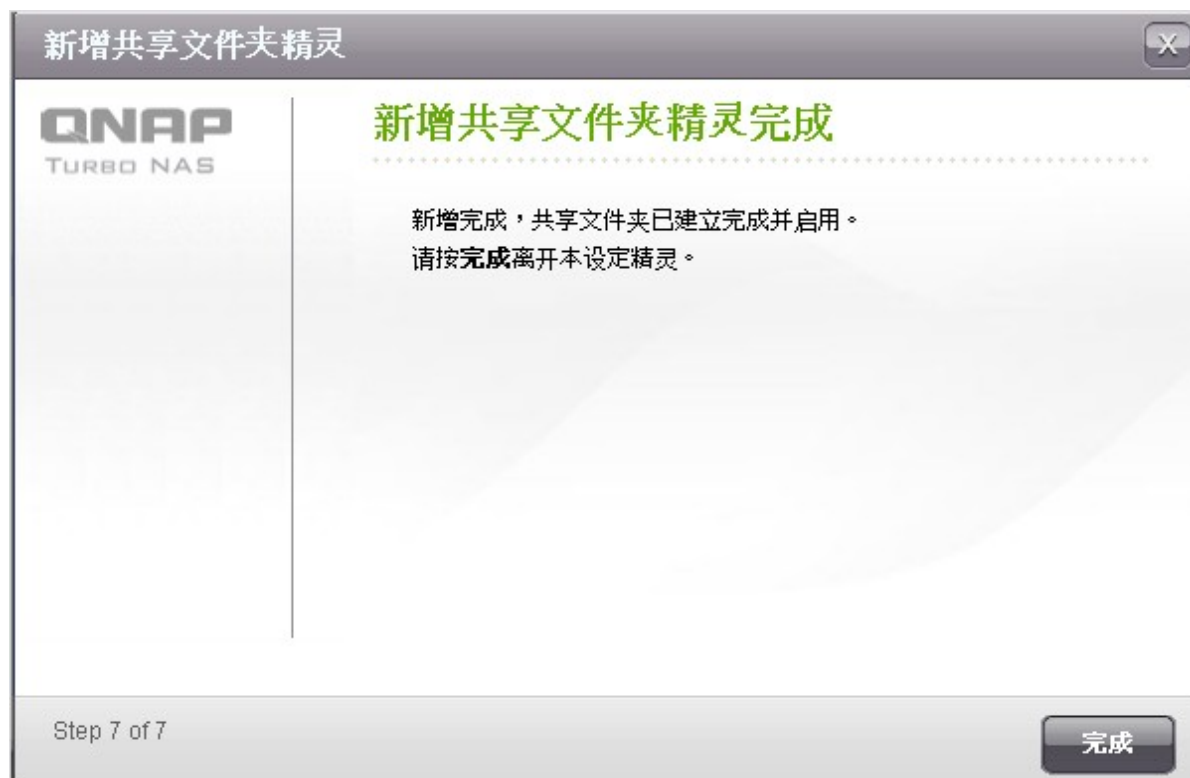 新增共享文件夹精灵
X
QNAP
TURBO NAS
新增共享文件夹精灵完成
新增完成，共享文件夹已建立完成并启用。
请按完成离开本设定精灵。
Step 7 of 7
完成